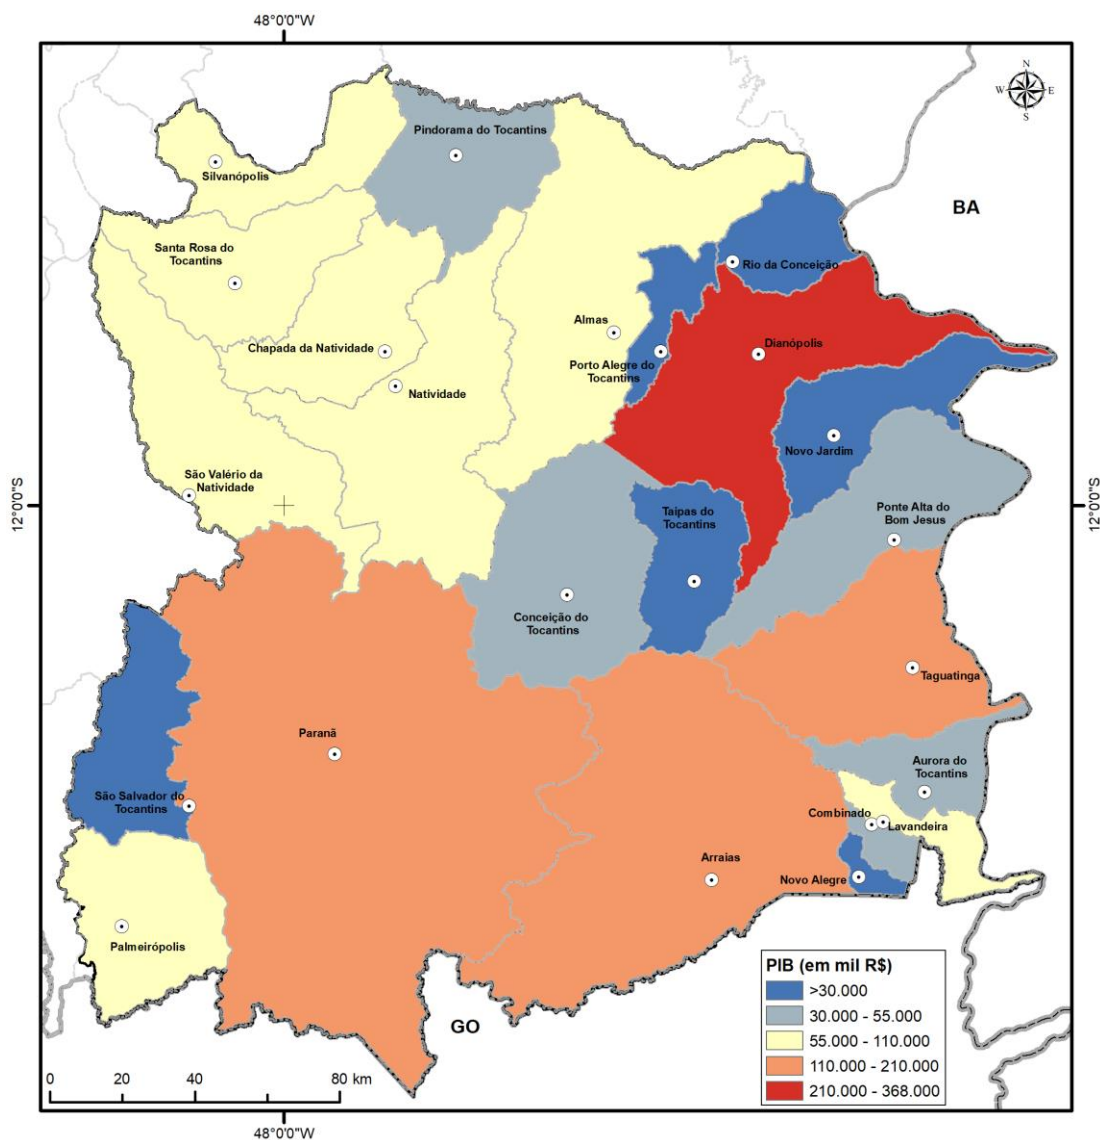 48°0'0"W
N
W
E
S
BA
Pindorama do Tocantins
Silvanópolis
Santa Rosa do
Tocantins
Rio da Conceição
Almas
Chapada da Natividade
Porto Alegre do
Tocantins
Dianópolis
Natividade
Novo Jardim
São Valério da
Natividade
12°0'0"S
12°0'0"S
Taipas do
Tocantins
Ponte Alta do
Bom Jesus
Conceição do
Tocantins
Taguatinga
Paranã
Aurora do
Tocantins
São Salvador do
Tocantins
Combinado
Lavandeira
Arraias
Novo Alegre
Palmeirópolis
GO
PIB (em mil R$)
>30.000
30.000 - 55.000
55.000 - 110.000
110.000 - 210.000
210.000 - 368.000
0 20 40 80 km
48°0'0"W